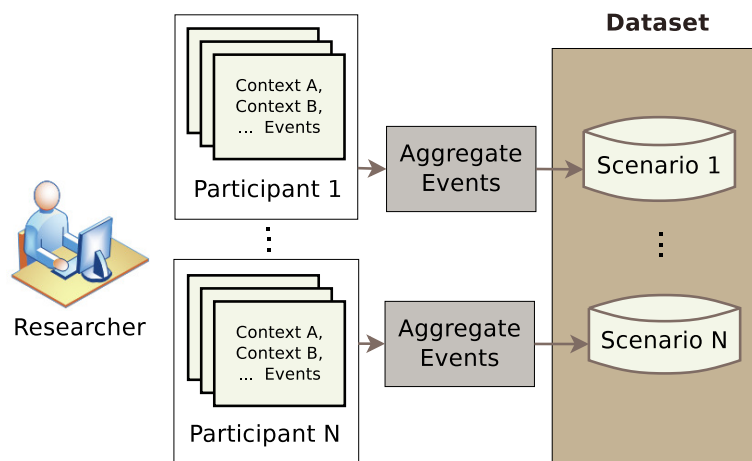 Dataset
Context A,
Context B,
... Events
Participant 1
Aggregate
Events
Scenario 1
Researcher
Context A,
Context B,
... Events
Participant N
Aggregate
Events
Scenario N